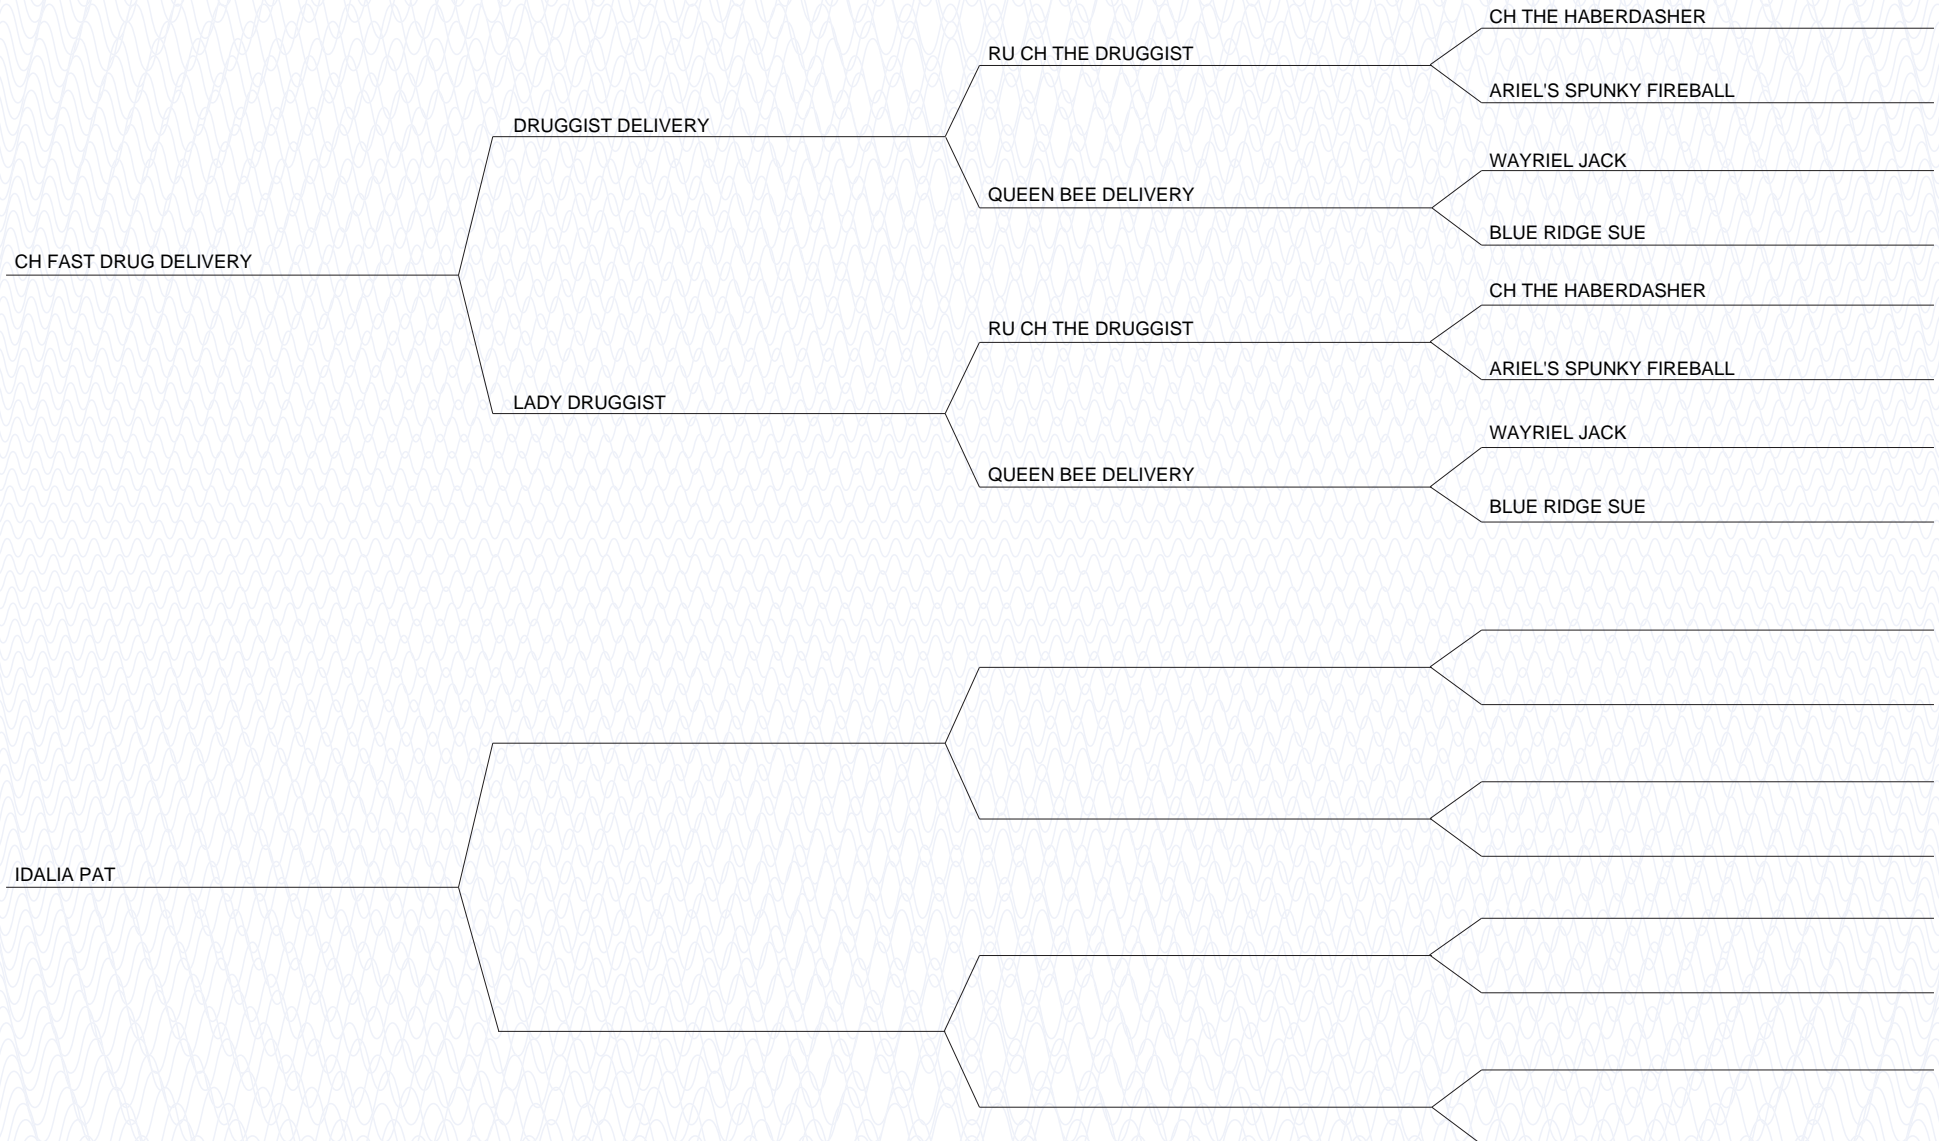 CH THE HABERDASHER
RU CH THE DRUGGIST
ARIEL'S SPUNKY FIREBALL
DRUGGIST DELIVERY
WAYRIEL JACK
QUEEN BEE DELIVERY
BLUE RIDGE SUE
CH FAST DRUG DELIVERY
CH THE HABERDASHER
RU CH THE DRUGGIST
ARIEL'S SPUNKY FIREBALL
LADY DRUGGIST
WAYRIEL JACK
QUEEN BEE DELIVERY
BLUE RIDGE SUE
IDALIA PAT